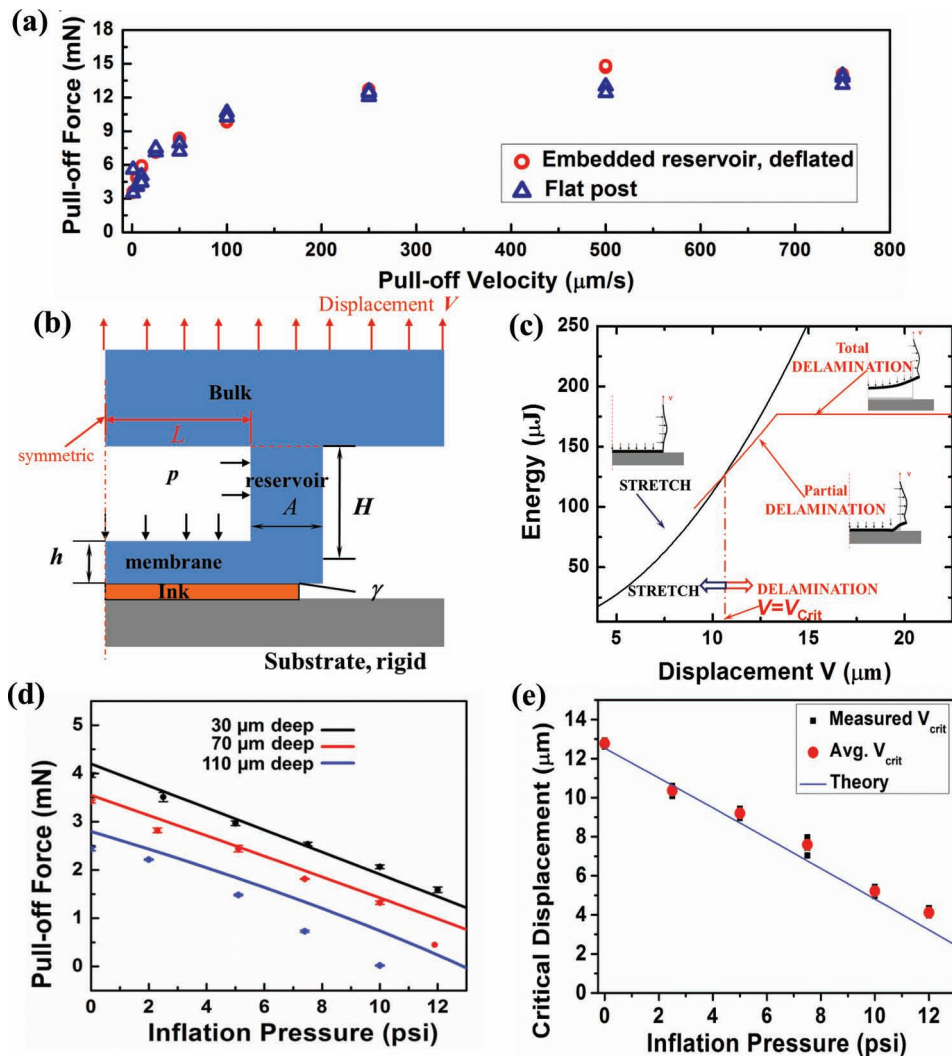 (a)
Pull-off Force (mN)
18
15
12
9
6
3
0
Embedded reservoir, deflated
Flat post
0 100 200 300 400 500 600 700 800
Pull-off Velocity (μm/s)
(b)
Displacement V
Bulk
L
symmetric
p
reservoir
A
H
h
membrane
Ink
γ
Substrate, rigid
(c)
Energy (μJ)
250
200
150
100
50
Total
DELAMINATION
v
v
v
STRETCH
Partial
DELAMINATION
STRETCH
DELAMINATION
V=VCrit
5 10 15 20
Displacement V (μm)
(d)
Pull-off Force (mN)
5
4
3
2
1
0
30 μm deep
70 μm deep
110 μm deep
0 2 4 6 8 10 12
Inflation Pressure (psi)
(e)
Critical Displacement (μm)
14
12
10
8
6
4
2
0
Measured Vcrit
Avg. Vcrit
Theory
0 2 4 6 8 10 12
Inflation Pressure (psi)